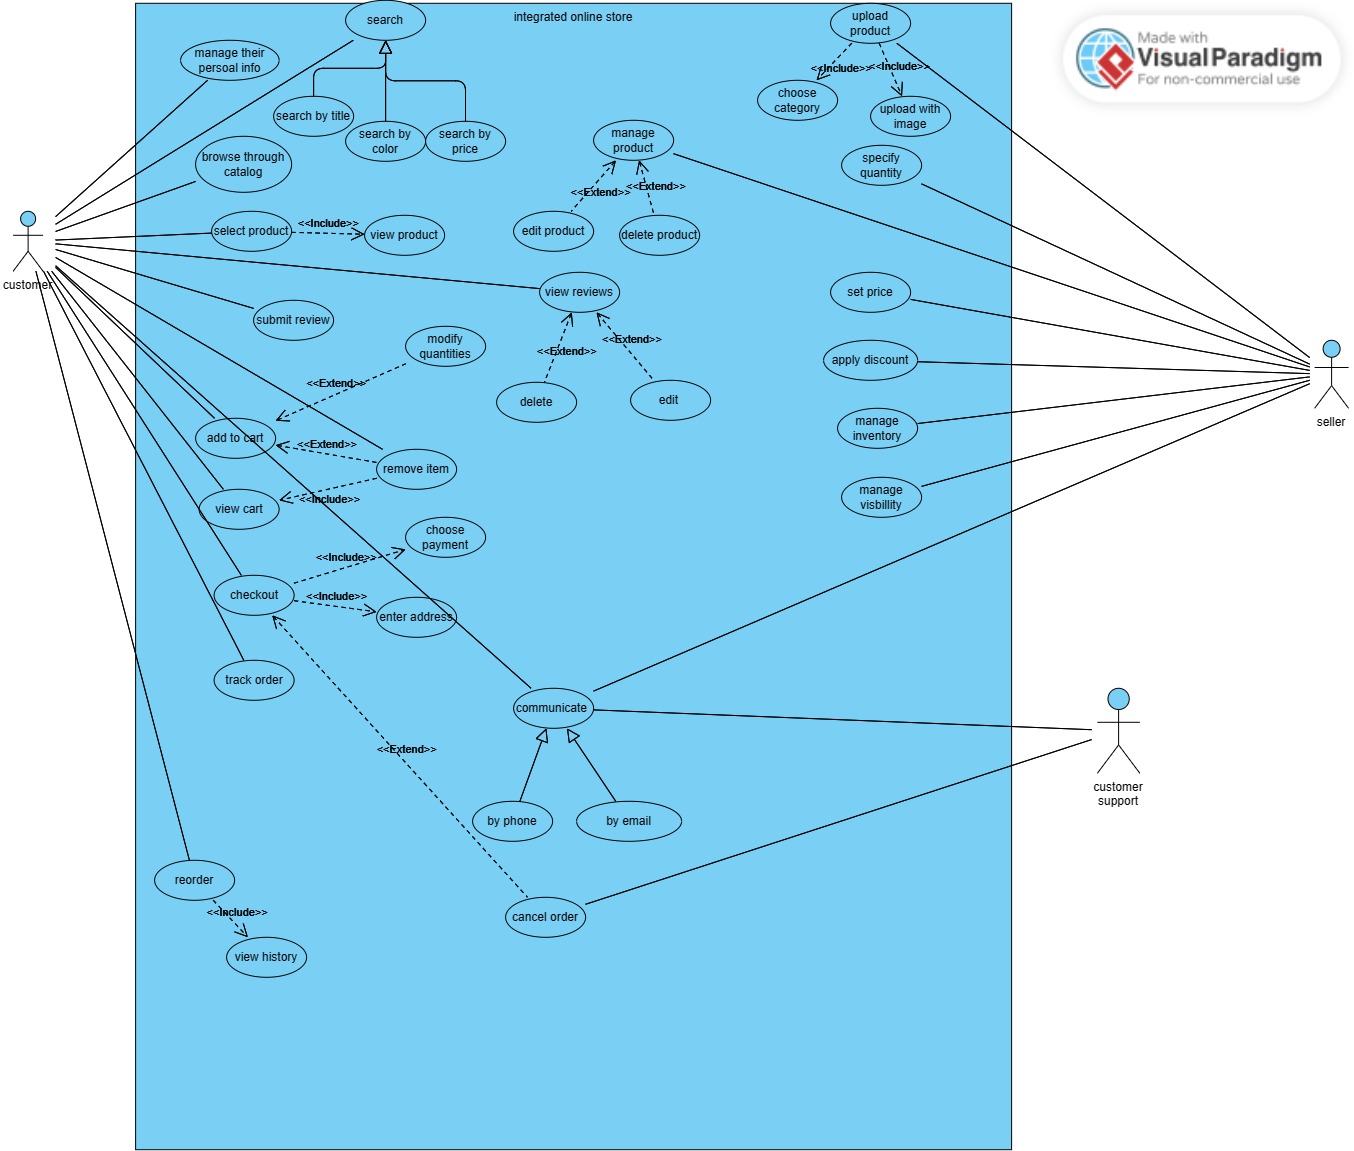 search
integrated online store
upload
product
Made with
Visual Paradigm
For non-commercial use
manage their
persoal info
<<Include>>
<<Include>>
choose
category
search by title
search by
color
search by
price
upload with
image
manage
product
browse through
catalog
specify
quantity
<<Extend>>
<<Extend>>
select product
<<Include>>
view product
edit product
delete product
customer
view reviews
set price
submit review
modify
quantities
<<Extend>>
<<Extend>>
apply discount
<<Extend>>
delete
edit
seller
add to cart
<<Extend>>
manage
inventory
remove item
<<Include>>
view cart
manage
visbillity
choose
payment
<<Include>>
checkout
<<Include>>
enter address
track order
communicate
<<Extend>>
customer
support
by phone
by email
reorder
<<Include>>
cancel order
view history